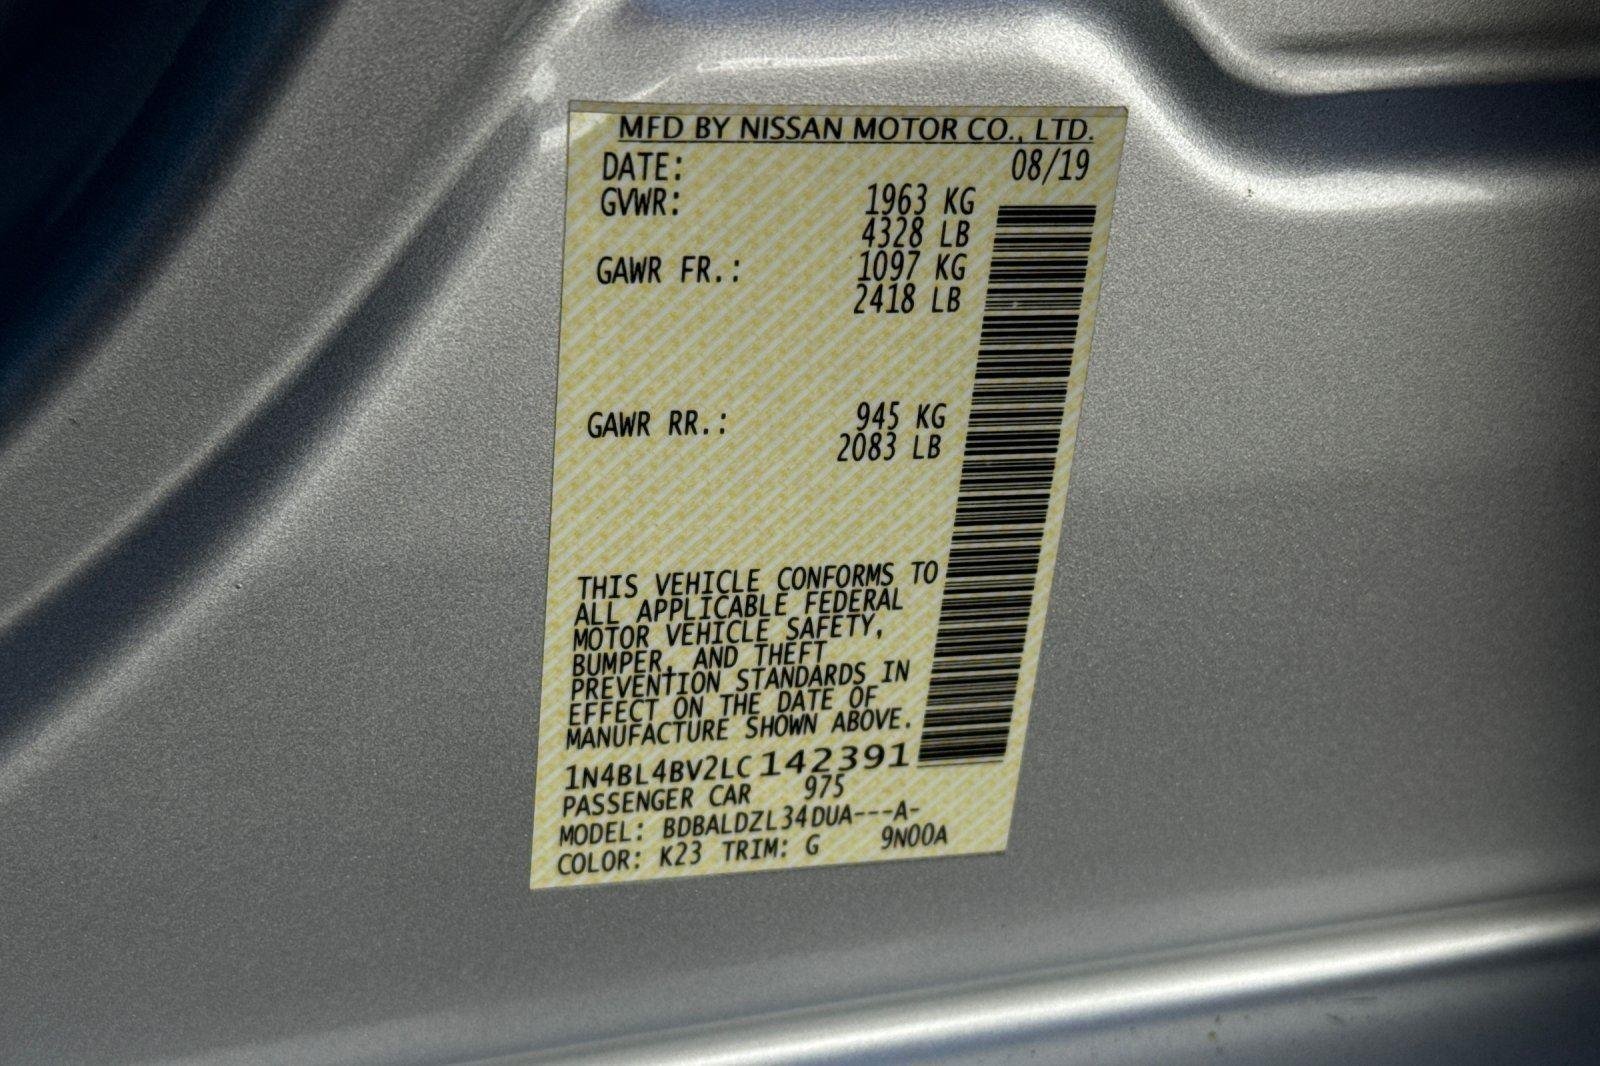 MFD BY NISSAN MOTOR CO., LTD.
DATE: 08/19
GVWR: 1963 KG
4328 LB
GAWR FR.: 1097 KG
2418 LB
GAWR RR.: 945 KG
2083 LB
THIS VEHICLE CONFORMS TO
ALL APPLICABLE FEDERAL
MOTOR VEHICLE SAFETY,
BUMPER, AND THEFT
PREVENTION STANDARDS IN
EFFECT ON THE DATE OF
MANUFACTURE SHOWN ABOVE.
1N4BL4BV2LC142391
PASSENGER CAR 975
MODEL: BDBALDZL34DUA---A-
COLOR: K23 TRIM: G 9N00A